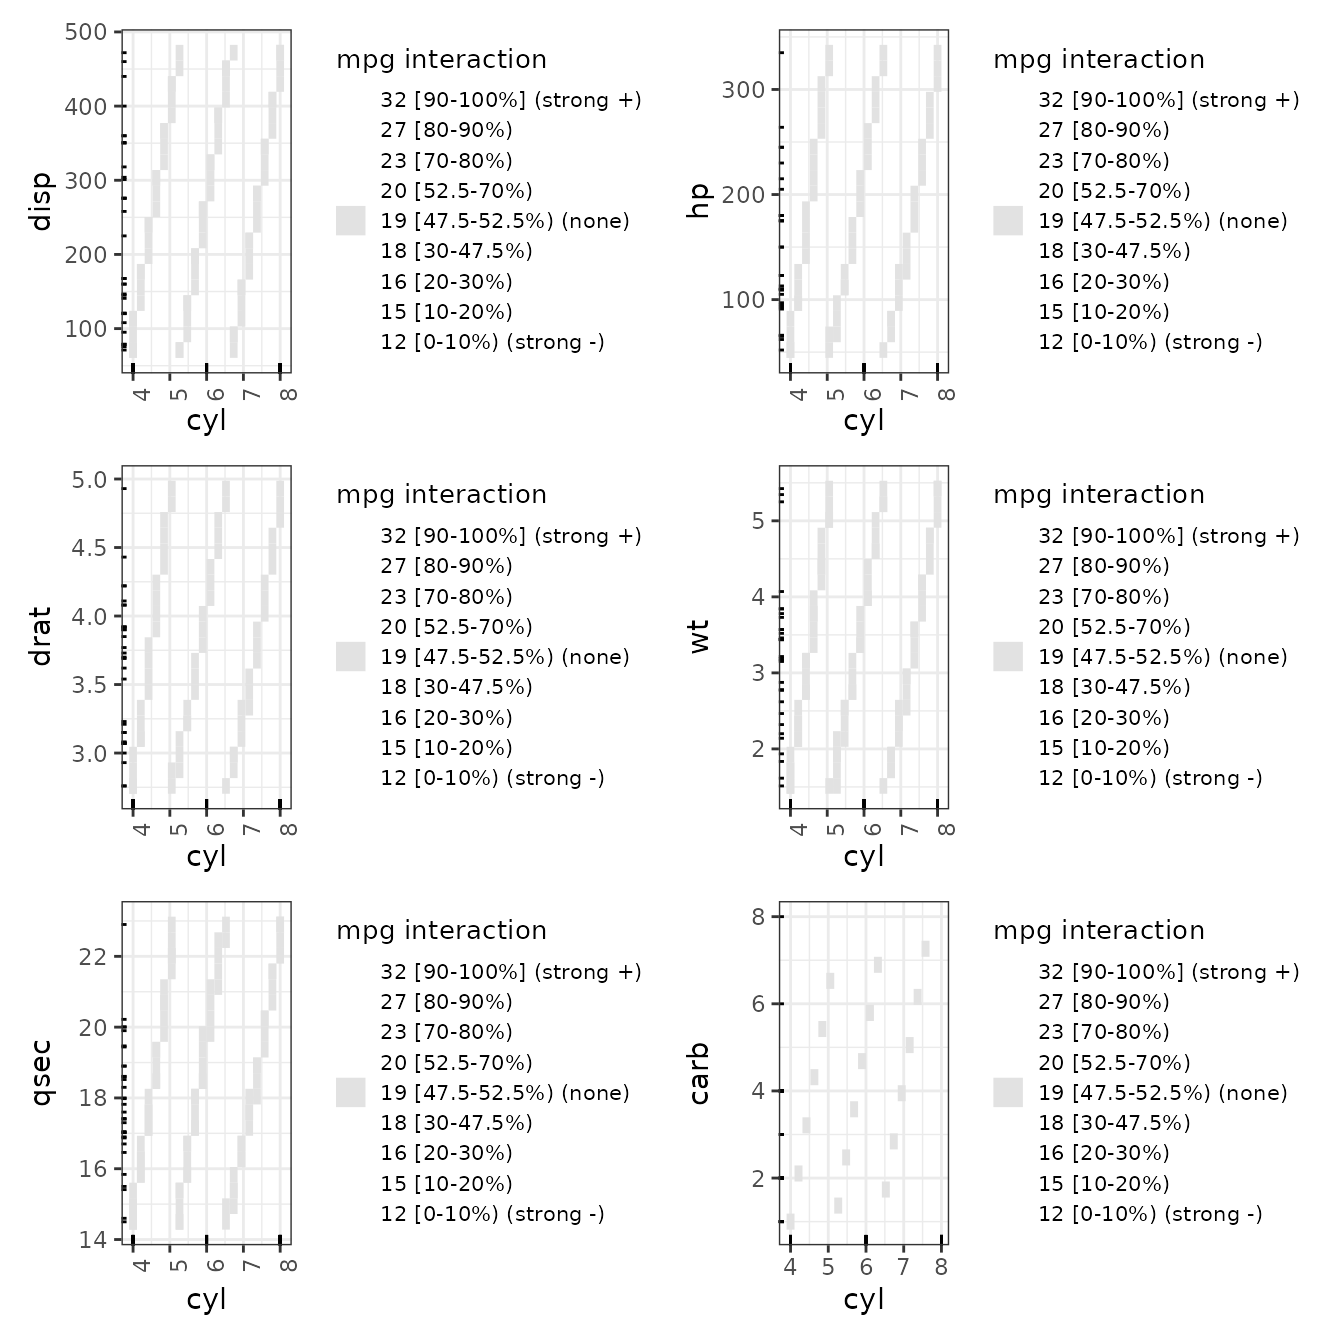 500
400
300
200
100
disp
4 5 6 7 8
cyl
mpg interaction
32 [90-100%] (strong +)
27 [80-90%)
23 [70-80%)
20 [52.5-70%)
19 [47.5-52.5%) (none)
18 [30-47.5%)
16 [20-30%)
15 [10-20%)
12 [0-10%) (strong -)
300
200
100
hp
4 5 6 7 8
cyl
mpg interaction
32 [90-100%] (strong +)
27 [80-90%)
23 [70-80%)
20 [52.5-70%)
19 [47.5-52.5%) (none)
18 [30-47.5%)
16 [20-30%)
15 [10-20%)
12 [0-10%) (strong -)
5.0
4.5
4.0
3.5
3.0
drat
4 5 6 7 8
cyl
mpg interaction
32 [90-100%] (strong +)
27 [80-90%)
23 [70-80%)
20 [52.5-70%)
19 [47.5-52.5%) (none)
18 [30-47.5%)
16 [20-30%)
15 [10-20%)
12 [0-10%) (strong -)
5
4
3
2
wt
4 5 6 7 8
cyl
mpg interaction
32 [90-100%] (strong +)
27 [80-90%)
23 [70-80%)
20 [52.5-70%)
19 [47.5-52.5%) (none)
18 [30-47.5%)
16 [20-30%)
15 [10-20%)
12 [0-10%) (strong -)
22
20
18
16
14
qsec
4 5 6 7 8
cyl
mpg interaction
32 [90-100%] (strong +)
27 [80-90%)
23 [70-80%)
20 [52.5-70%)
19 [47.5-52.5%) (none)
18 [30-47.5%)
16 [20-30%)
15 [10-20%)
12 [0-10%) (strong -)
8
6
4
2
carb
4 5 6 7 8
cyl
mpg interaction
32 [90-100%] (strong +)
27 [80-90%)
23 [70-80%)
20 [52.5-70%)
19 [47.5-52.5%) (none)
18 [30-47.5%)
16 [20-30%)
15 [10-20%)
12 [0-10%) (strong -)